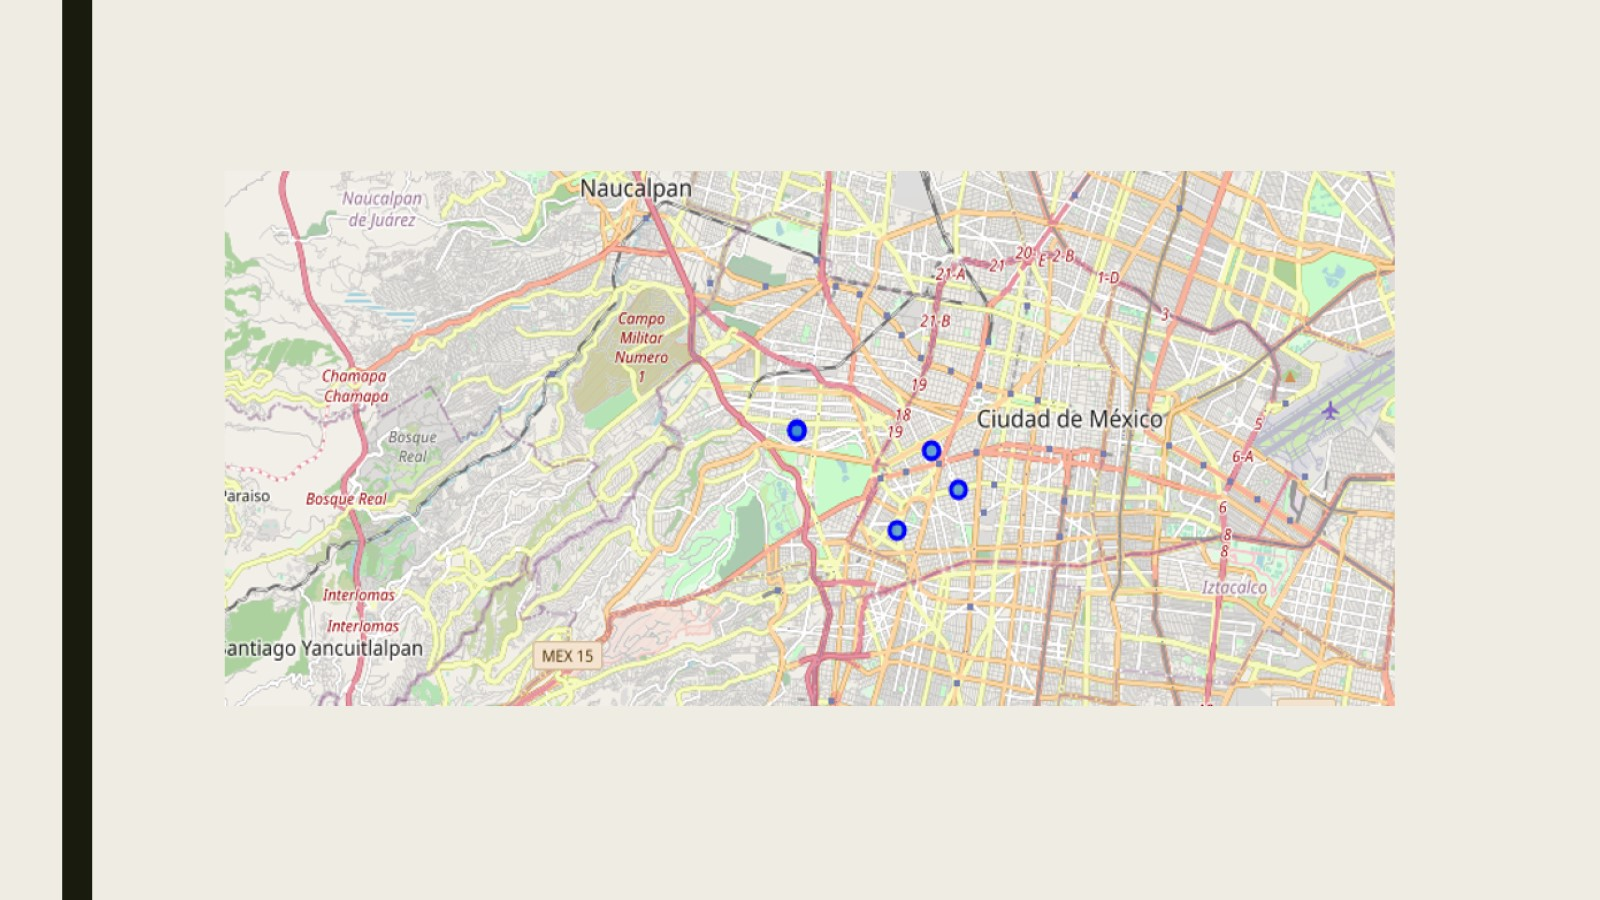 Naucalpan
Naucalpan
de Juárez
20-E
2-B
21
21-A
1-D
3
21-B
Campo
Militar
Numero
1
Chamapa
Chamapa
19
18
19
Ciudad de México
5
6-A
Bosque
Real
Paraiso
Bosque Real
6
8
8
Iztacalco
Interlomas
Interlomas
Santiago Yancuitlalpan
MEX 15